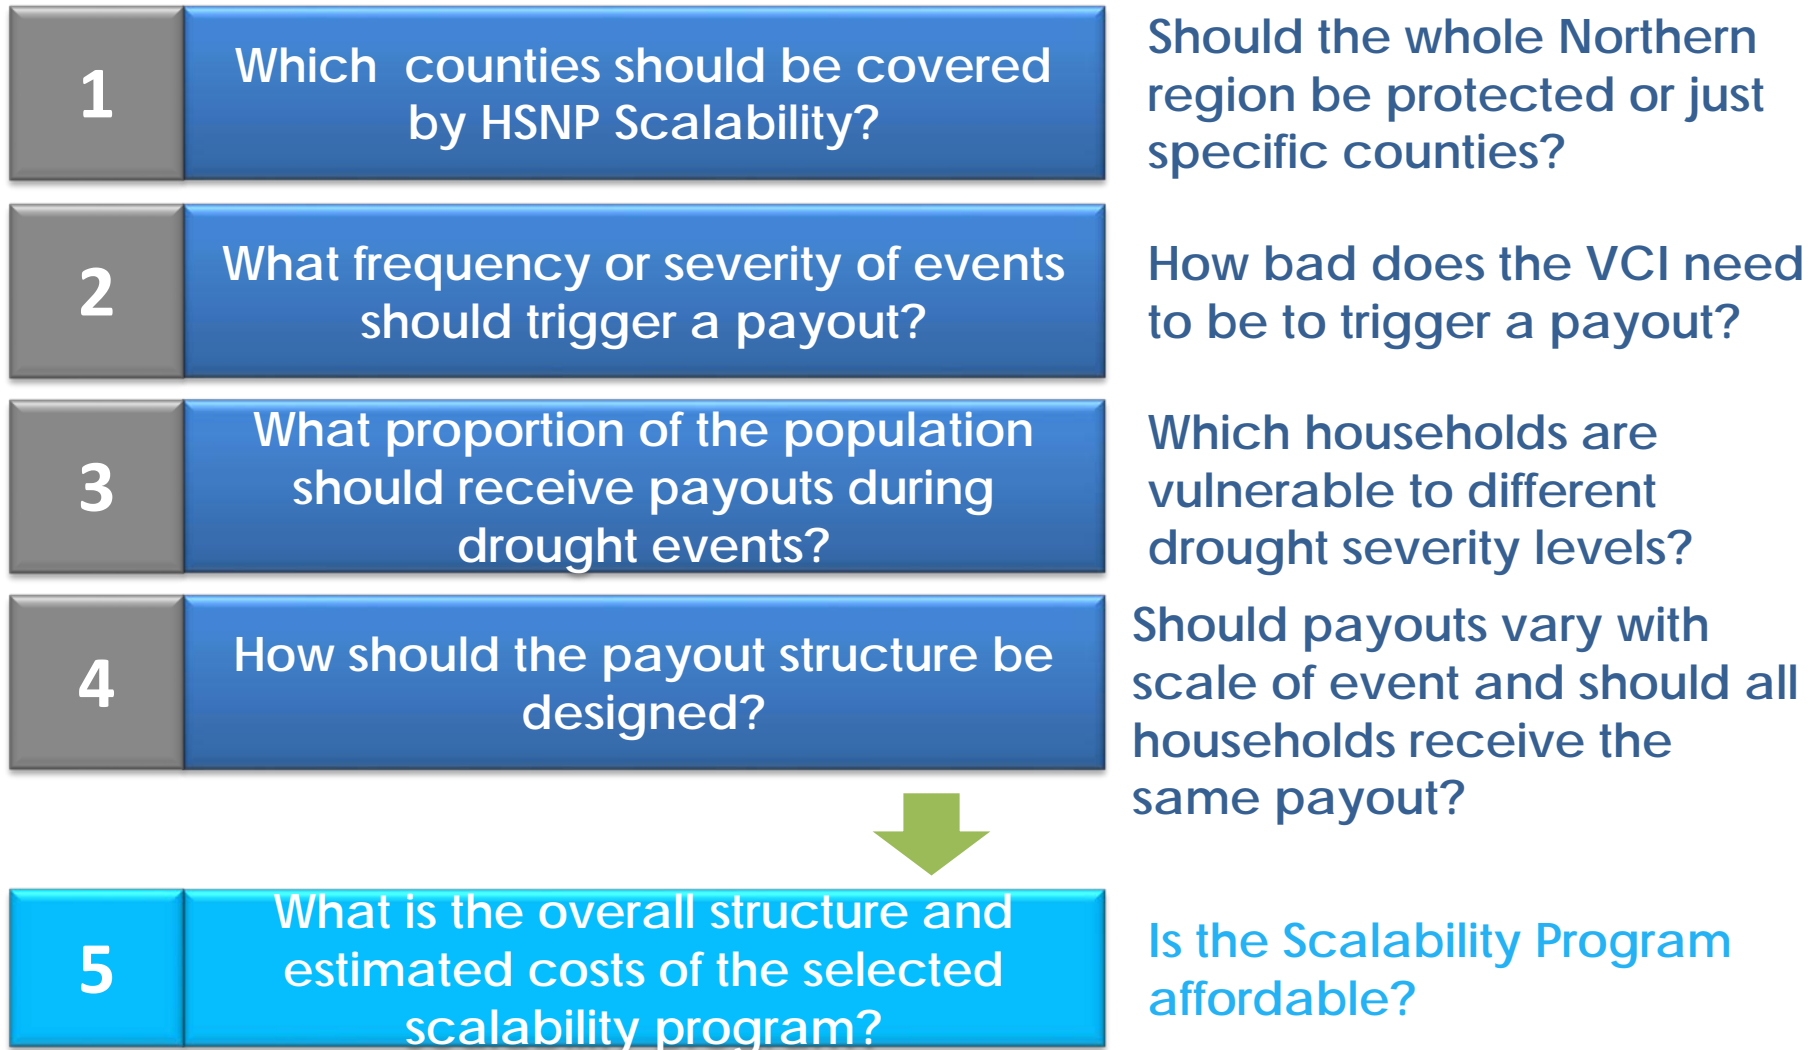 1
Which counties should be covered
by HSNP Scalability?
Should the whole Northern
region be protected or just
specific counties?
2
What frequency or severity of events
should trigger a payout?
How bad does the VCI need
to be to trigger a payout?
3
What proportion of the population
should receive payouts during
drought events?
Which households are
vulnerable to different
drought severity levels?
4
How should the payout structure be
designed?
Should payouts vary with
scale of event and should all
households receive the
same payout?
5
What is the overall structure and
estimated costs of the selected
scalability program?
Is the Scalability Program
affordable?